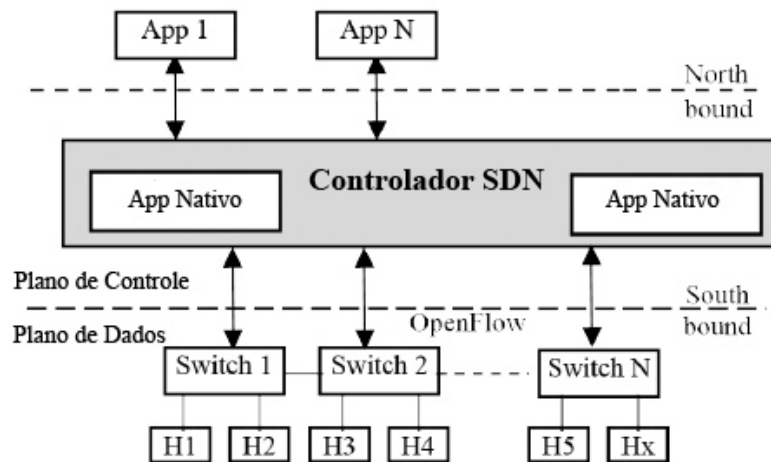 App 1
App N
North
bound
Controlador SDN
App Nativo
App Nativo
Plano de Controle
South
OpenFlow
bound
Plano de Dados
Switch 1
Switch 2
Switch N
H1
H2
H3
H4
H5
Hx